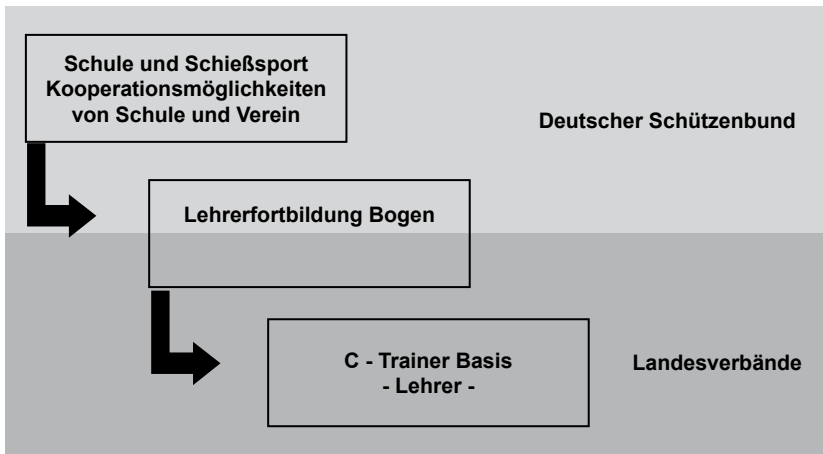 Schule und Schießsport
Kooperationsmöglichkeiten
von Schule und Verein
Deutscher Schützenbund
Lehrerfortbildung Bogen
C - Trainer Basis
- Lehrer -
Landesverbände